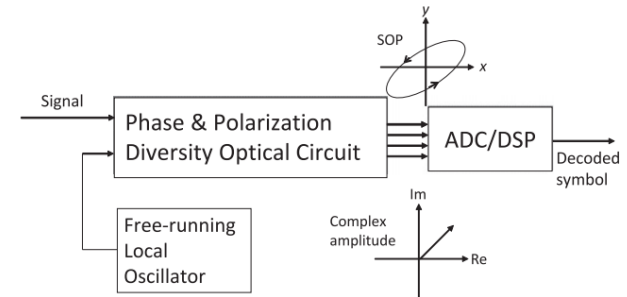 y
SOP
x
Signal
Phase & Polarization
Diversity Optical Circuit
ADC/DSP
Decoded
symbol
Im
Complex
amplitude
Re
Free-running
Local
Oscillator